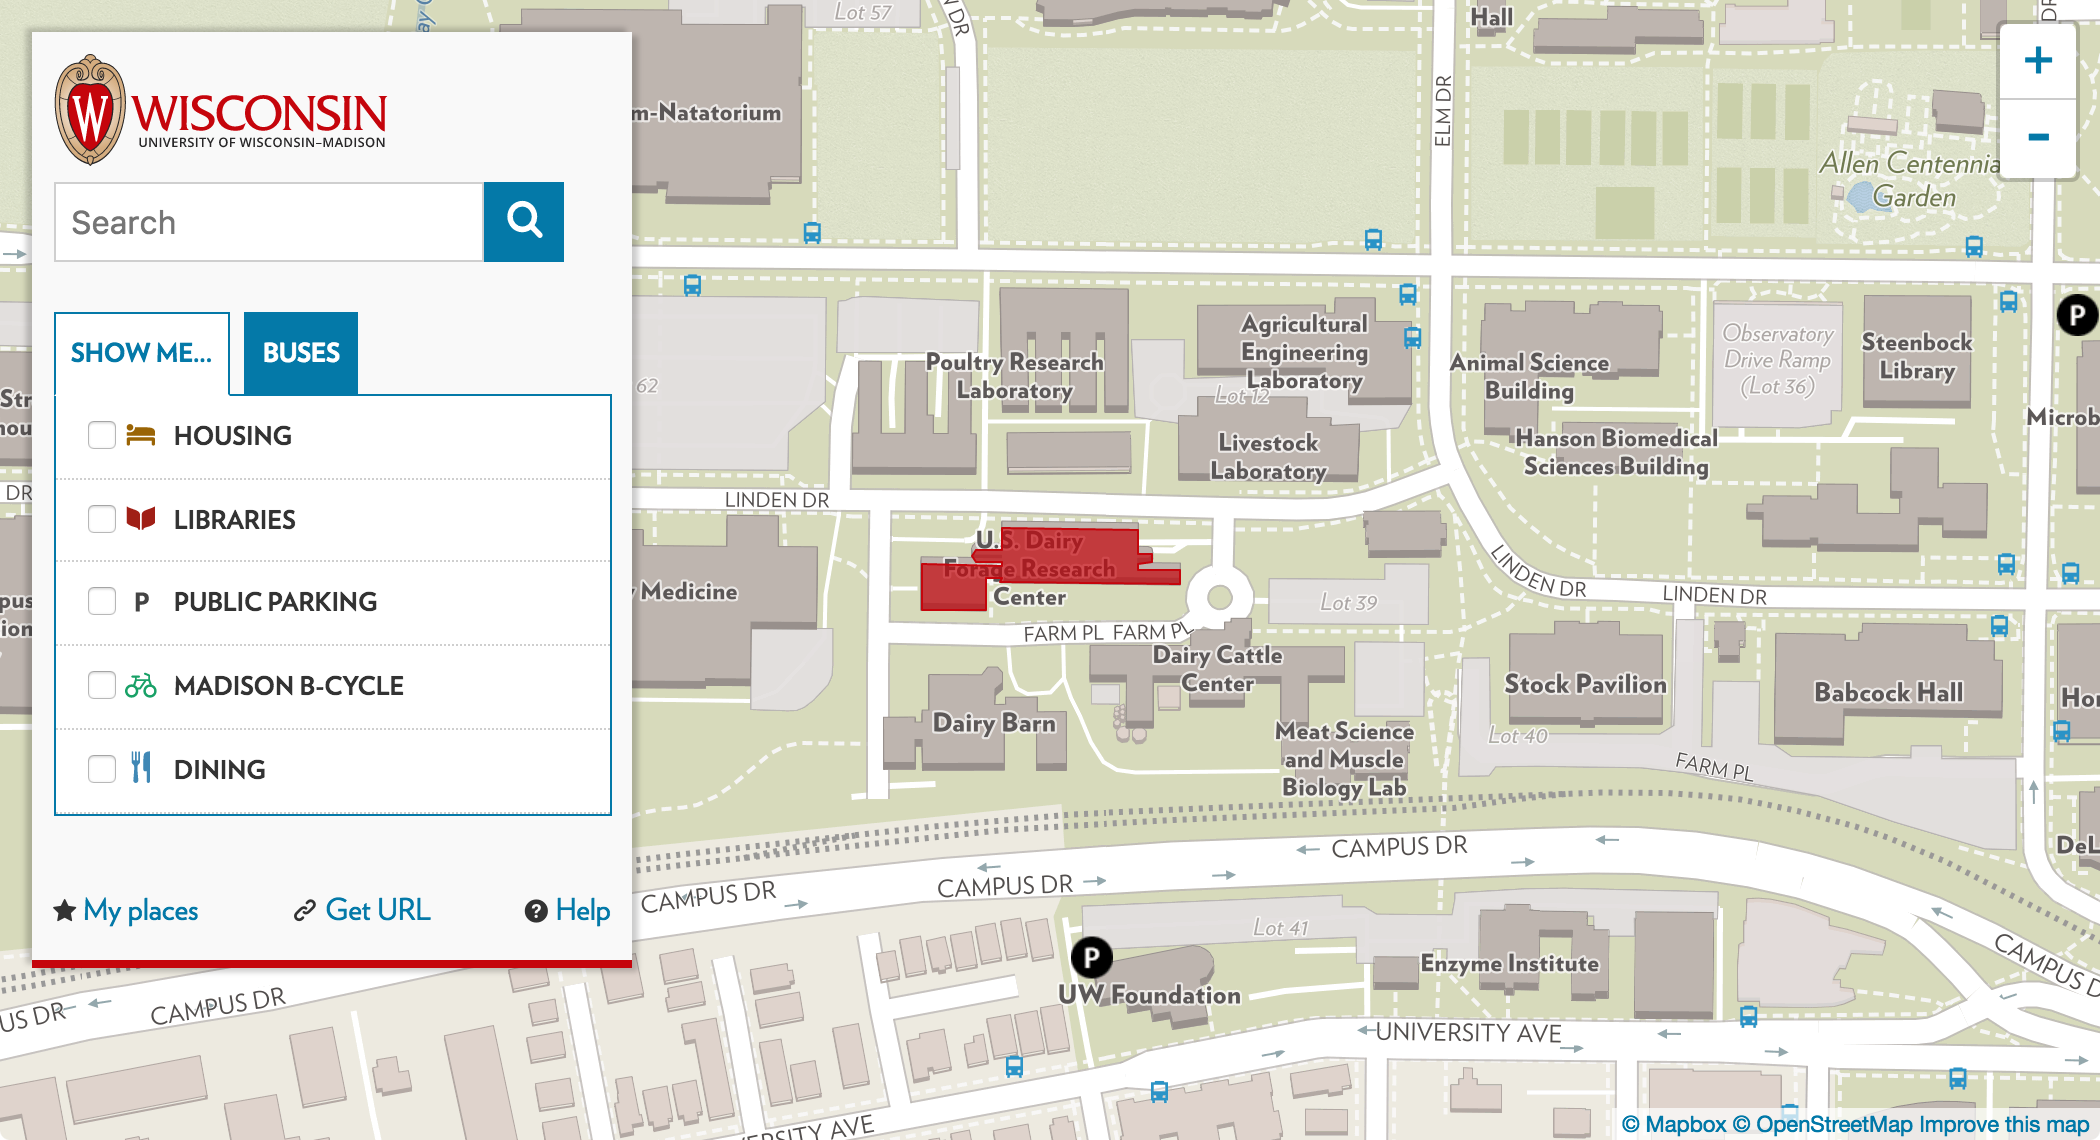 WISCONSIN
UNIVERSITY OF WISCONSIN–MADISON
Search
SHOW ME...
BUSES
HOUSING
LIBRARIES
P
PUBLIC PARKING
MADISON B-CYCLE
DINING
My places
Get URL
Help
Lot 57
Hall
DR
ELM DR
m-Natatorium
+
-
Allen Centennia
Garden
62
Poultry Research
Laboratory
Agricultural
Engineering
Laboratory
Lot 12
Livestock
Laboratory
Animal Science
Building
Hanson Biomedical
Sciences Building
Observatory
Drive Ramp
(Lot 36)
Steenbock
Library
P
Microb
Str
DR
LINDEN DR
U.S. Dairy
Forage Research
Center
Medicine
FARM PL
FARM PL
Lot 39
LINDEN DR
LINDEN DR
Dairy Cattle
Center
Dairy Barn
Meat Science
and Muscle
Biology Lab
Stock Pavilion
Lot 40
FARM PL
Babcock Hall
Hor
DeL
CAMPUS DR
CAMPUS DR
CAMPUS DR
CAMPUS D
Lot 41
P
UW Foundation
Enzyme Institute
US DR
CAMPUS DR
UNIVERSITY AVE
ERSITY AVE
© Mapbox © OpenStreetMap Improve this map